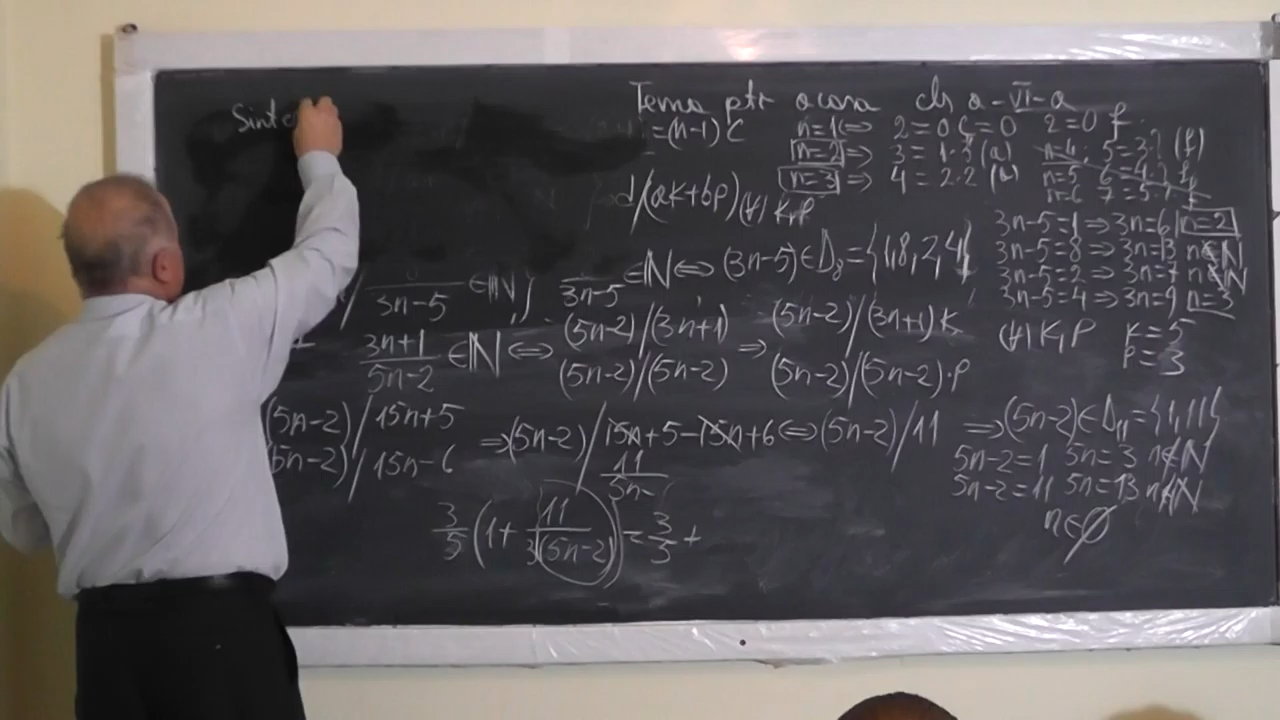 Sinte
Tema ptr acasa cls a-VI-a
=(n-1) C n=1 ⇔ 2=0 C=0 2=0 f
n=2 ⇒ 3=1·3 (a) n=4: 5=3·? (f)
n=3 ⇒ 4=2·2 (a) n=5 6=4·? f
n=6 7=5·? f
d/(ak+bp) (∀) k,p
3n-5=1 ⇒ 3n=6 n=2
/ 3n-5 ∈ℕ} 3n-5 ∈ℕ ⇔ (3n-5)∈D₈={1,8,2,4} 3n-5=8 ⇒ 3n=13 n∉ℕ
3n-5=2 ⇒ 3n=7 n∉ℕ
3n-5=4 ⇒ 3n=9 n=3
3n+1/5n-2 ∈ℕ ⇔ (5n-2)/(3n+1) ⇒ (5n-2)/(3n+1)k (∀) k,p k=5
(5n-2)/(5n-2) (5n-2)/(5n-2)·p p=3
(5n-2)/15n+5 ⇒ (5n-2)/15n+5-15n+6 ⇔ (5n-2)/11 ⇒ (5n-2)∈D₁₁={1,11}
(5n-2)/15n-6 11/5n- 5n-2=1 5n=3 n∉ℕ
5n-2=11 5n=13 n∉ℕ
3/5(1+11/3(5n-2))=3/5+ n∈∅